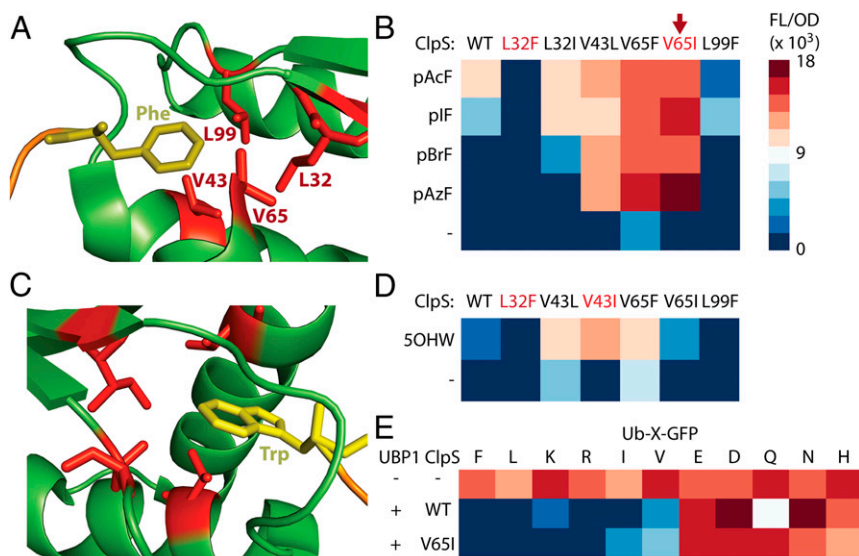 A
Phe
L99
V43
L32
V65
B
ClpS: WT L32F L32I V43L V65F V65I L99F
pAcF
pIF
pBrF
pAzF
-
FL/OD
(x 10³)
18
9
0
C
Trp
D
ClpS: WT L32F V43L V43I V65F V65I L99F
5OHW
-
E
Ub-X-GFP
UBP1 ClpS F L K R I V E D Q N H
- -
+ WT
+ V65I